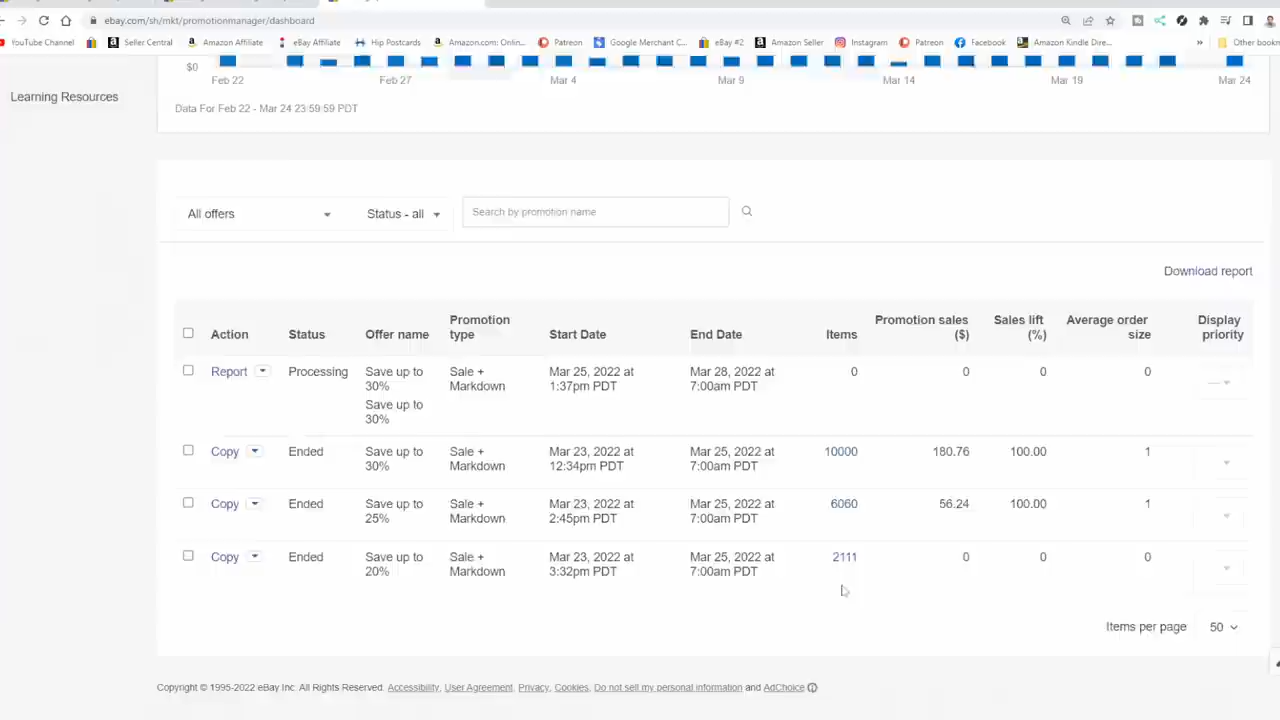 ebay.com/sh/mkt/promotionmanager/dashboard
YouTube Channel Seller Central Amazon Affiliate eBay Affiliate Hip Postcards Amazon.com: Onlin... Patreon Google Merchant C... eBay #2 Amazon Seller Instagram Patreon Facebook Amazon Kindle Dire... » Other bookm
$0
Feb 22 Feb 27 Mar 4 Mar 9 Mar 14 Mar 19 Mar 24
Learning Resources
Data For Feb 22 - Mar 24 23:59:59 PDT
All offers Status - all Search by promotion name
Download report
Action Status Offer name Promotion type Start Date End Date Items Promotion sales ($) Sales lift (%) Average order size Display priority
Report Processing Save up to 30% Sale + Markdown Mar 25, 2022 at 1:37pm PDT Mar 28, 2022 at 7:00am PDT 0 0 0 0 —
Save up to 30%
Copy Ended Save up to 30% Sale + Markdown Mar 23, 2022 at 12:34pm PDT Mar 25, 2022 at 7:00am PDT 10000 180.76 100.00 1
Copy Ended Save up to 25% Sale + Markdown Mar 23, 2022 at 2:45pm PDT Mar 25, 2022 at 7:00am PDT 6060 56.24 100.00 1
Copy Ended Save up to 20% Sale + Markdown Mar 23, 2022 at 3:32pm PDT Mar 25, 2022 at 7:00am PDT 2111 0 0 0
Items per page 50
Copyright © 1995-2022 eBay Inc. All Rights Reserved. Accessibility, User Agreement, Privacy, Cookies, Do not sell my personal information and AdChoice